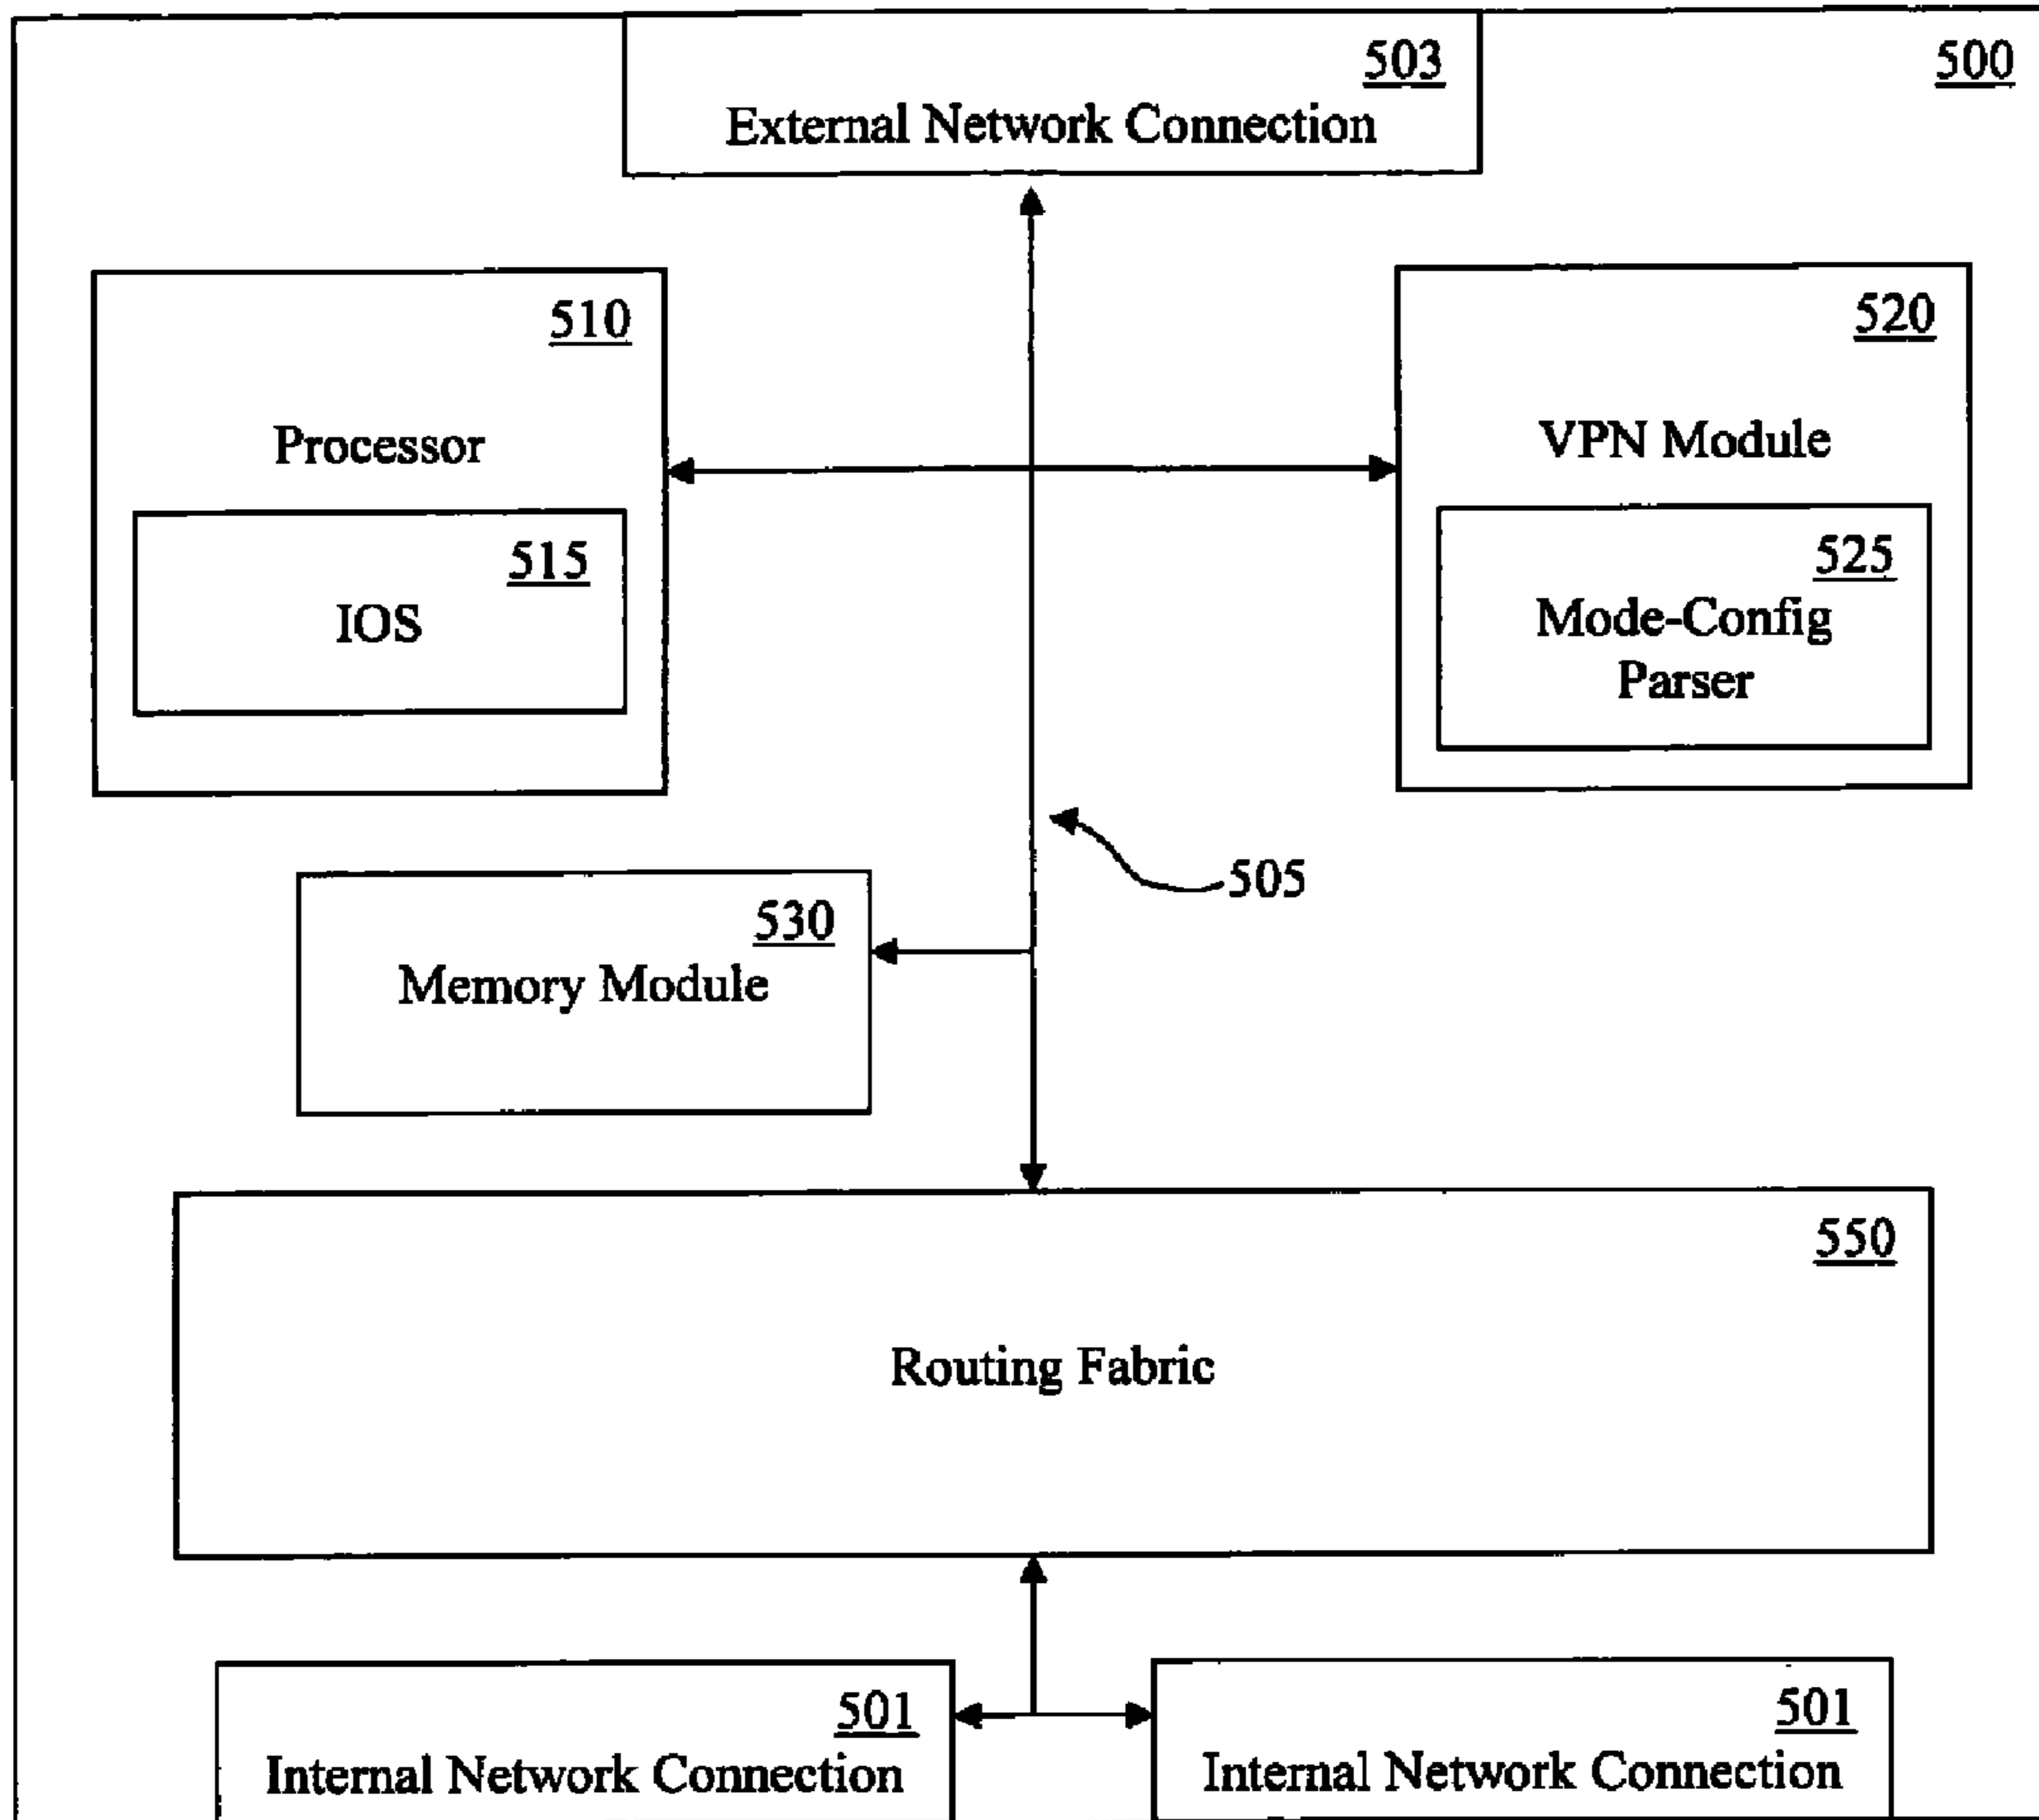 503
External Network Connection
500
510
Processor
515
IOS
520
VPN Module
525
Mode-Config
Parser
505
530
Memory Module
550
Routing Fabric
501
Internal Network Connection
501
Internal Network Connection